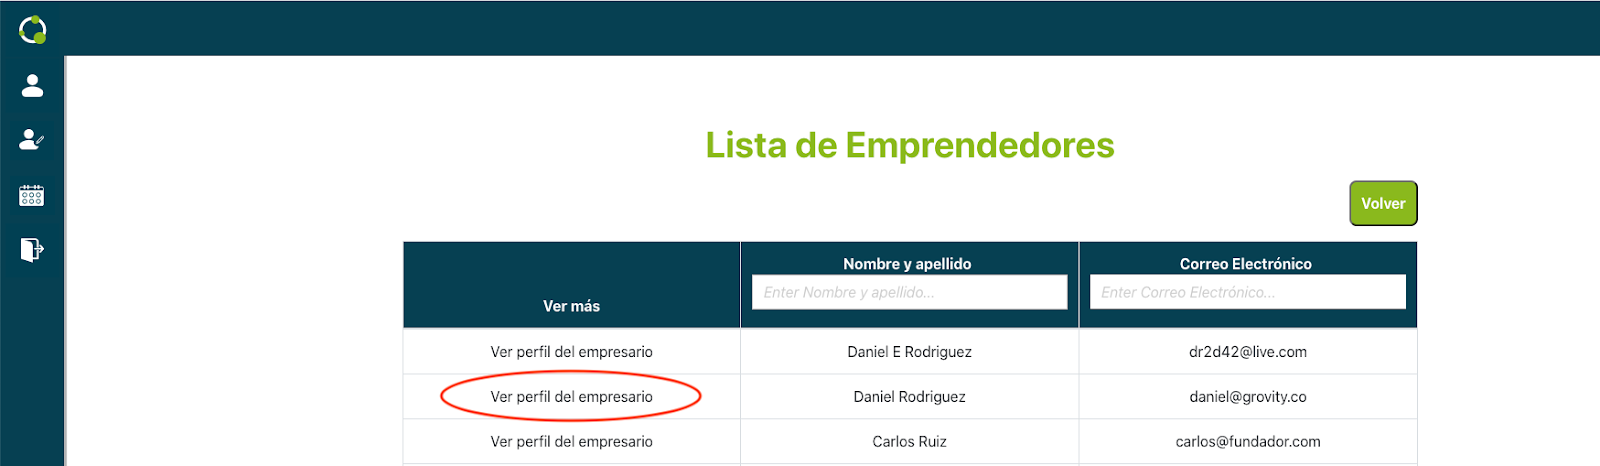 Lista de Emprendedores
Volver
Nombre y apellido
Correo Electrónico
Enter Nombre y apellido...
Enter Correo Electrónico...
Ver más
Ver perfil del empresario
Daniel E Rodriguez
dr2d42@live.com
Ver perfil del empresario
Daniel Rodriguez
daniel@grovity.co
Ver perfil del empresario
Carlos Ruiz
carlos@fundador.com